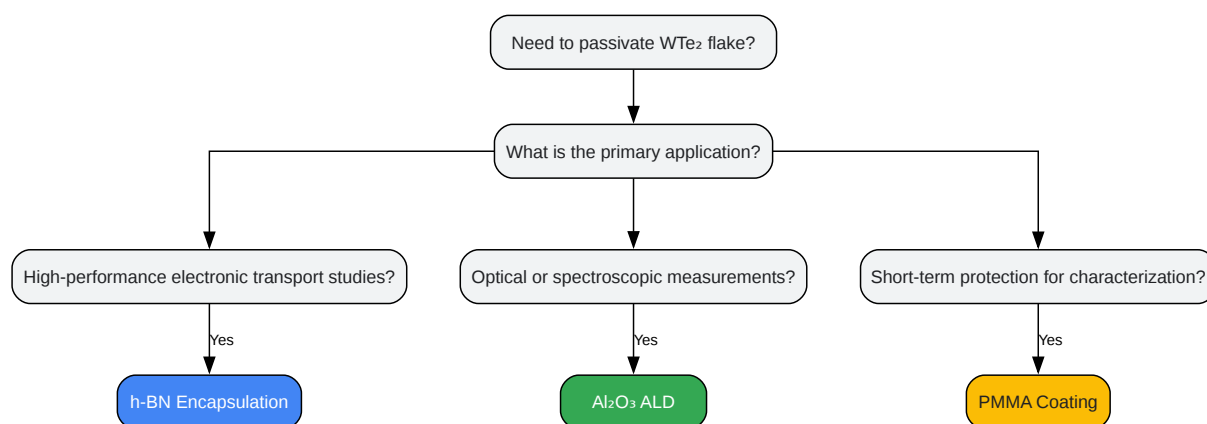 Need to passivate WTe₂ flake?
What is the primary application?
High-performance electronic transport studies?
Optical or spectroscopic measurements?
Short-term protection for characterization?
Yes
Yes
Yes
h-BN Encapsulation
Al₂O₃ ALD
PMMA Coating